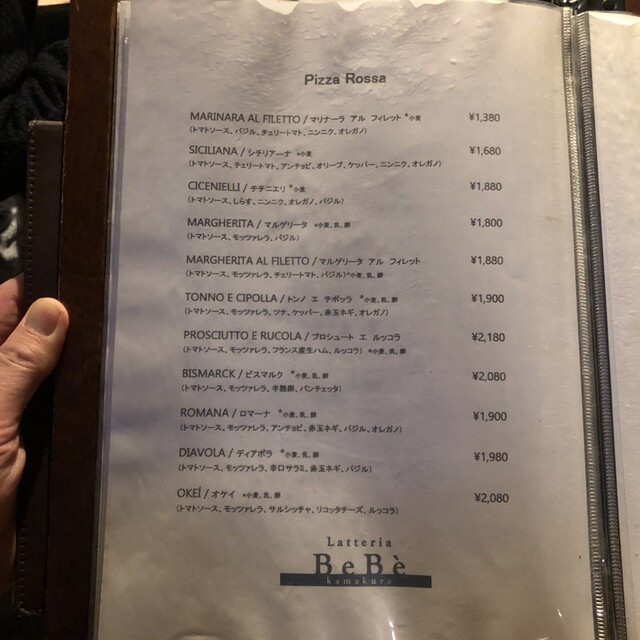 Pizza Rossa
MARINARA AL FILETTO / マリナーラ アル フィレット *小麦 ¥1,380
(トマトソース、バジル、チェリートマト、ニンニク、オレガノ)
SICILIANA / シチリアーナ *小麦 ¥1,680
(トマトソース、チェリートマト、アンチョビ、オリーブ、ケッパー、ニンニク、オレガノ)
CICENIELLI / チチニエリ *小麦 ¥1,880
(トマトソース、しらす、ニンニク、オレガノ、バジル)
MARGHERITA / マルゲリータ *小麦、乳、卵 ¥1,800
(トマトソース、モッツァレラ、バジル)
MARGHERITA AL FILETTO / マルゲリータ アル フィレット ¥1,880
(トマトソース、モッツァレラ、チェリートマト、バジル)*小麦、乳、卵
TONNO E CIPOLLA / トンノ エ チポッラ *小麦、乳、卵 ¥1,900
(トマトソース、モッツァレラ、ツナ、ケッパー、赤玉ネギ、オレガノ)
PROSCIUTTO E RUCOLA / プロシュート エ ルッコラ ¥2,180
(トマトソース、モッツァレラ、フランス産生ハム、ルッコラ) *小麦、乳、卵
BISMARCK / ビスマルク *小麦、乳、卵 ¥2,080
(トマトソース、モッツァレラ、半熟卵、パンチェッタ)
ROMANA / ロマーナ *小麦、乳、卵 ¥1,900
(トマトソース、モッツァレラ、アンチョビ、赤玉ネギ、バジル、オレガノ)
DIAVOLA / ディアボラ *小麦、乳、卵 ¥1,980
(トマトソース、モッツァレラ、辛口サラミ、赤玉ネギ、バジル)
OKEÍ / オケイ *小麦、乳、卵 ¥2,080
(トマトソース、モッツァレラ、サルシッチャ、リコッタチーズ、ルッコラ)
Latteria
BeBè
kamakura